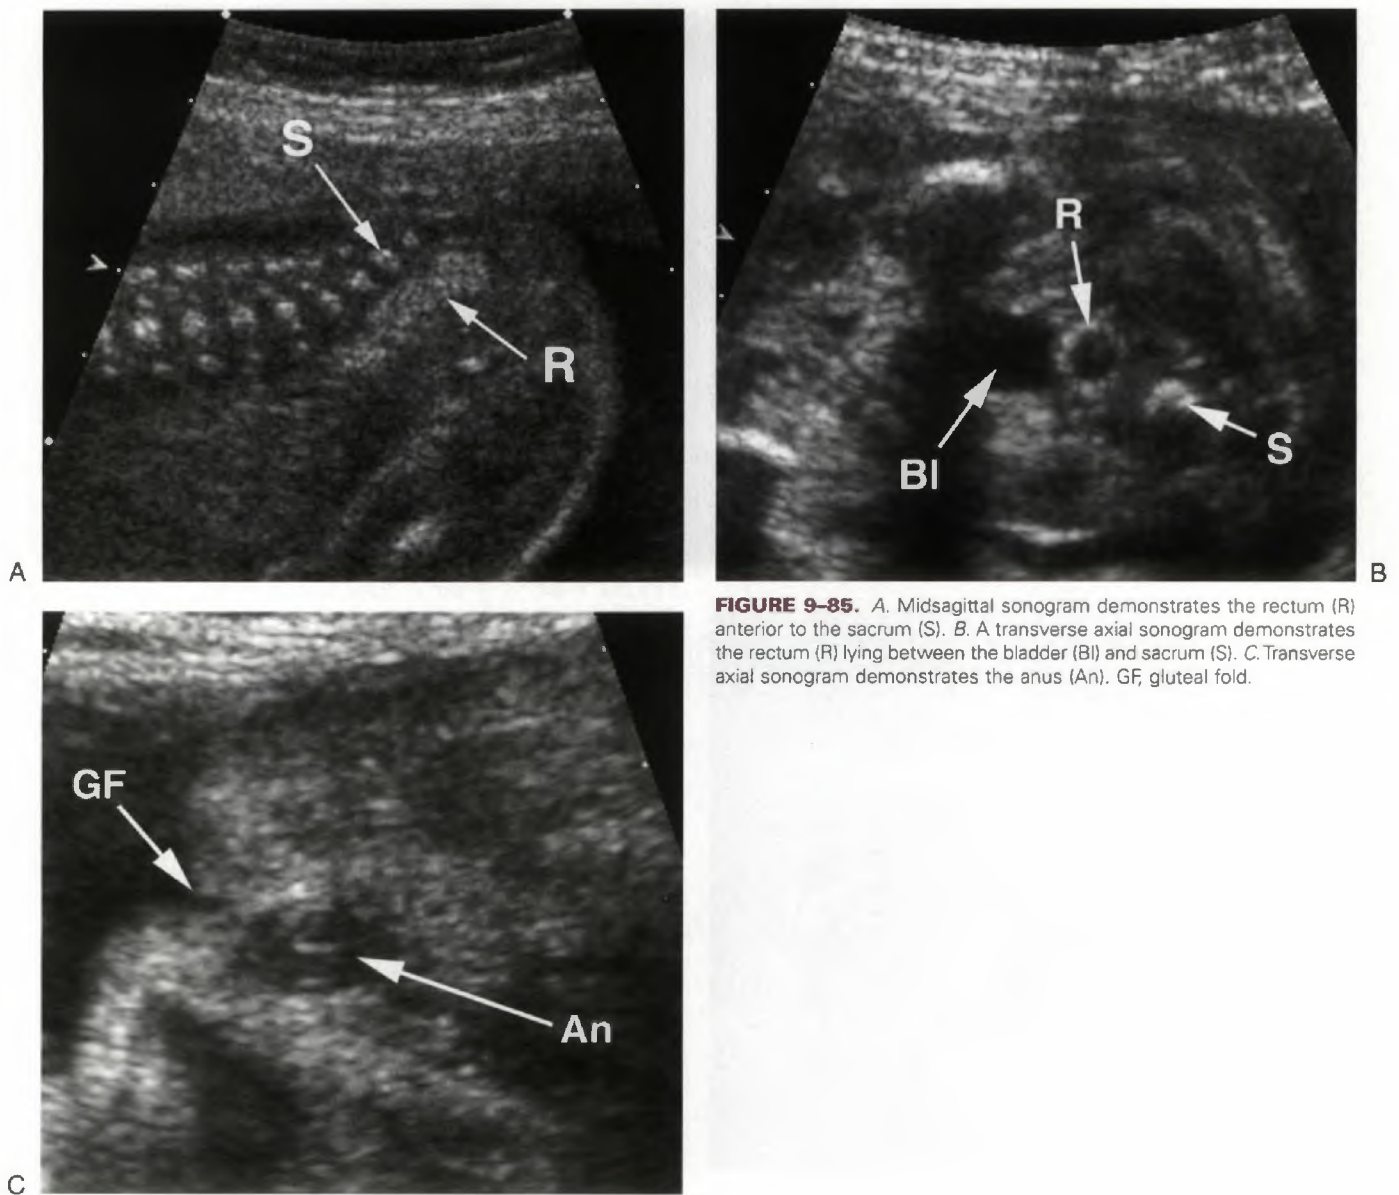 S
R
A
R
Bl
S
B
FIGURE 9–85. A. Midsagittal sonogram demonstrates the rectum (R)
anterior to the sacrum (S). B. A transverse axial sonogram demonstrates
the rectum (R) lying between the bladder (Bl) and sacrum (S). C. Transverse
axial sonogram demonstrates the anus (An). GF, gluteal fold.
GF
An
C